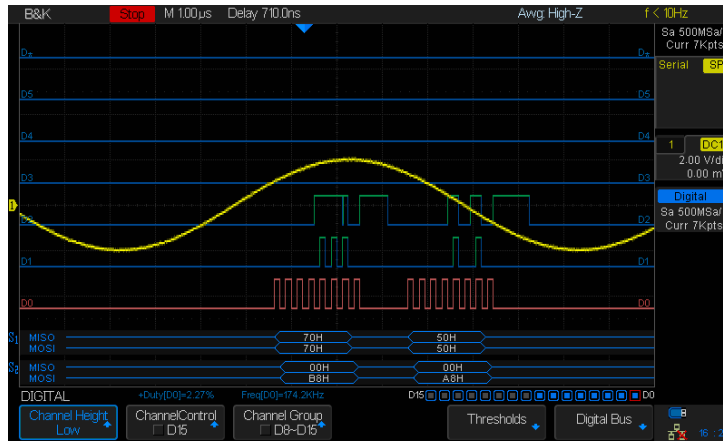 B&K Stop M 1.00μs Delay 710.0ns Awg: High-Z f < 10Hz
Sa 500MSa/
Curr 7Kpts
Serial SP
D5 D5
D4 D4
1 DC1
2.00 V/di
0.00 m
D3 D3
Digital
Sa 500MSa/
Curr 7Kpts
1
D2 D2
D1 D1
D0 D0
S1 MISO 70H 50H
MOSI 70H 50H
S2 MISO 00H 00H
MOSI B8H A8H
DIGITAL +Duty[D0]=2.27% Freq[D0]=174.2KHz D15 D0
Channel Height
Low
ChannelControl
D15
Channel Group
D8~D15
Thresholds
Digital Bus